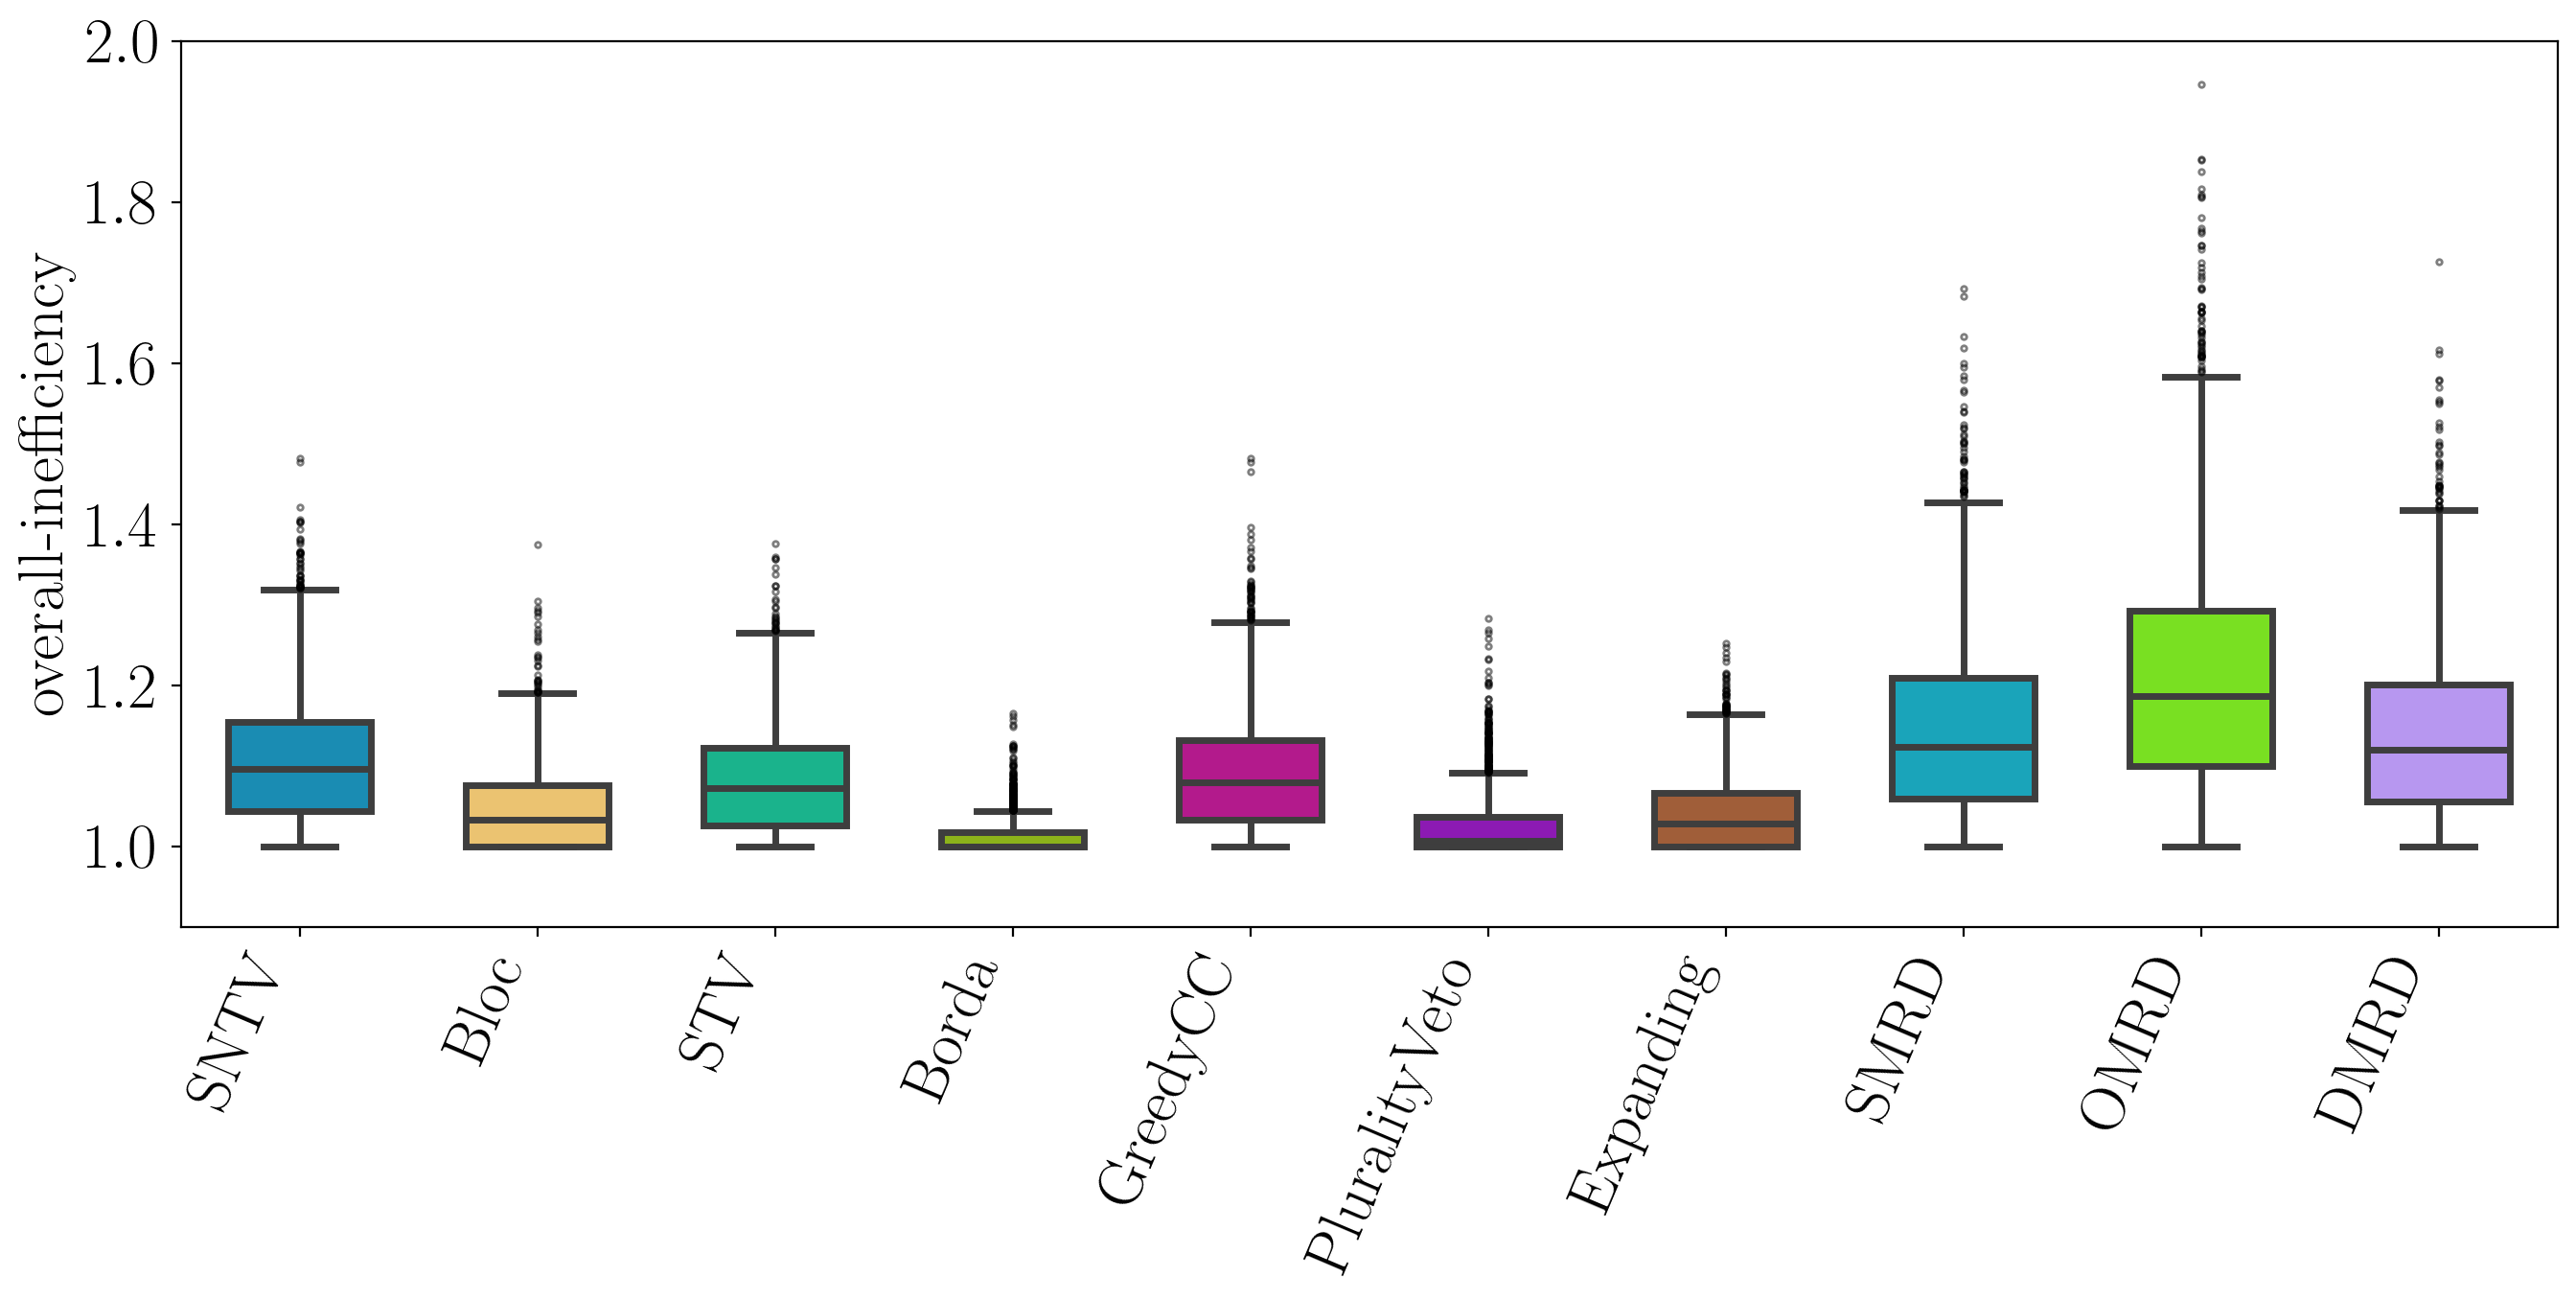 overall-inefficiency
2.0
1.8
1.6
1.4
1.2
1.0
SNTV
Bloc
STV
Borda
GreedyCC
PluralityVeto
Expanding
SMRD
OMRD
DMRD